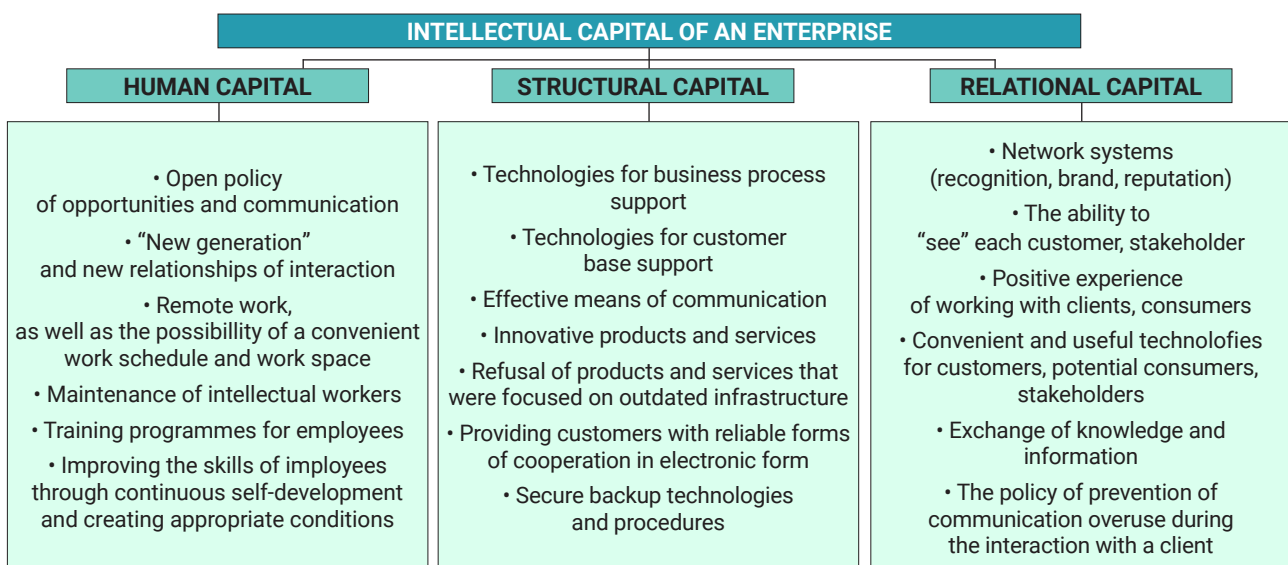 INTELLECTUAL CAPITAL OF AN ENTERPRISE
HUMAN CAPITAL
• Open policy
of opportunities and communication
• “New generation”
and new relationships of interaction
• Remote work,
as well as the possibillity of a convenient
work schedule and work space
• Maintenance of intellectual workers
• Training programmes for employees
• Improving the skills of imployees
through continuous self-development
and creating appropriate conditions
STRUCTURAL CAPITAL
• Technologies for business process
support
• Technologies for customer
base support
• Effective means of communication
• Innovative products and services
• Refusal of products and services that
were focused on outdated infrastructure
• Providing customers with reliable forms
of cooperation in electronic form
• Secure backup technologies
and procedures
RELATIONAL CAPITAL
• Network systems
(recognition, brand, reputation)
• The ability to
“see” each customer, stakeholder
• Positive experience
of working with clients, consumers
• Convenient and useful technolofies
for customers, potential consumers,
stakeholders
• Exchange of knowledge and
information
• The policy of prevention of
communication overuse during
the interaction with a client